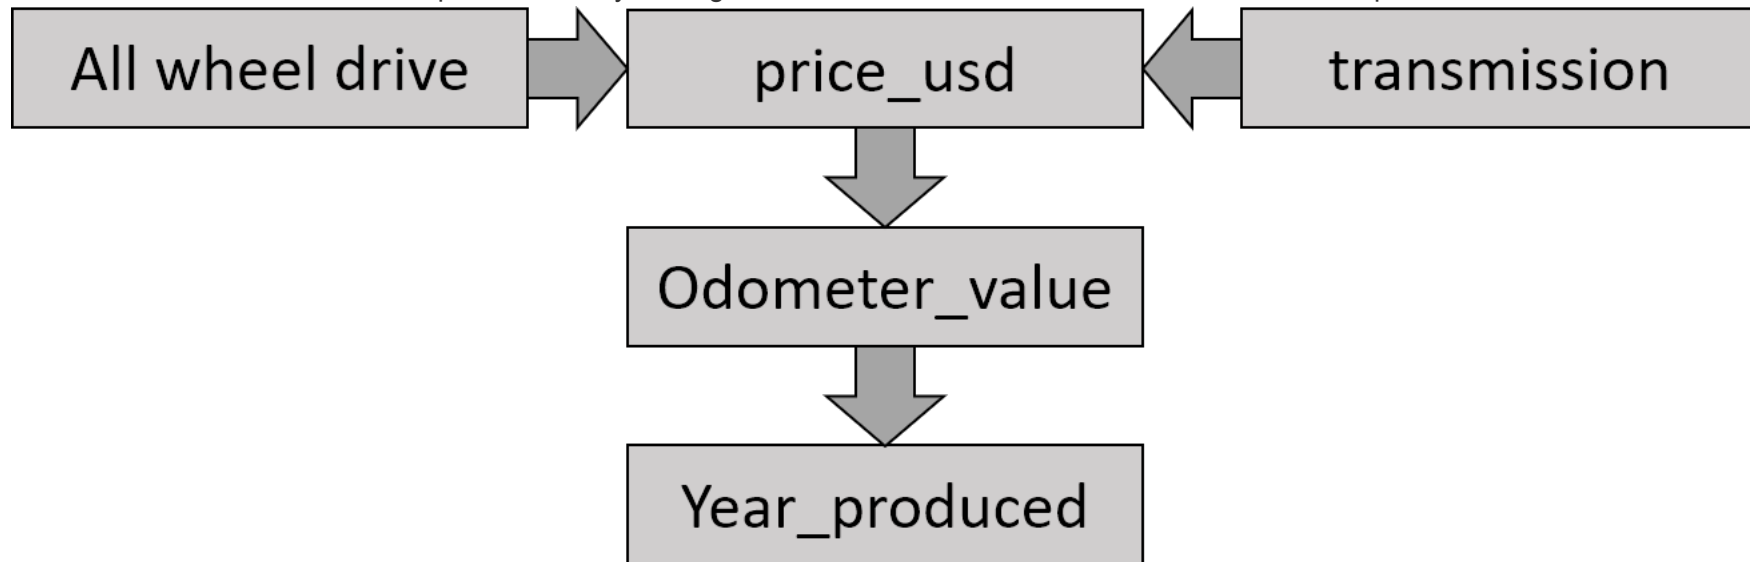 All wheel drive
price_usd
transmission
Odometer_value
Year_produced